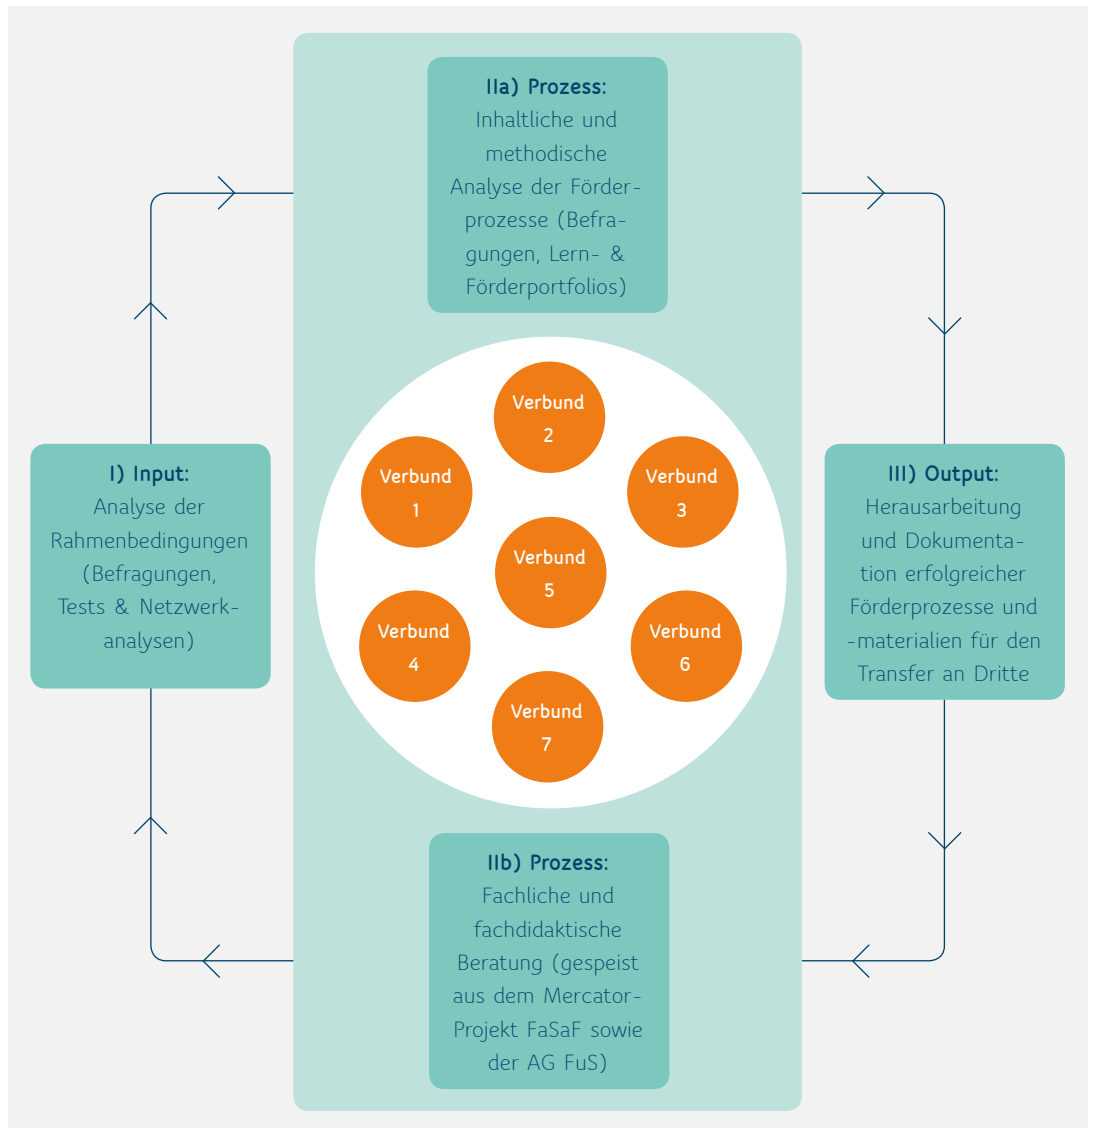 IIa) Prozess:
Inhaltliche und
methodische
Analyse der Förder-
prozesse (Befra-
gungen, Lern- &
Förderportfolios)
I) Input:
Analyse der
Rahmenbedingungen
(Befragungen,
Tests & Netzwerk-
analysen)
Verbund
1
Verbund
2
Verbund
3
Verbund
4
Verbund
5
Verbund
6
Verbund
7
III) Output:
Herausarbeitung
und Dokumenta-
tion erfolgreicher
Förderprozesse und
-materialien für den
Transfer an Dritte
IIb) Prozess:
Fachliche und
fachdidaktische
Beratung (gespeist
aus dem Mercator-
Projekt FaSaF sowie
der AG FuS)